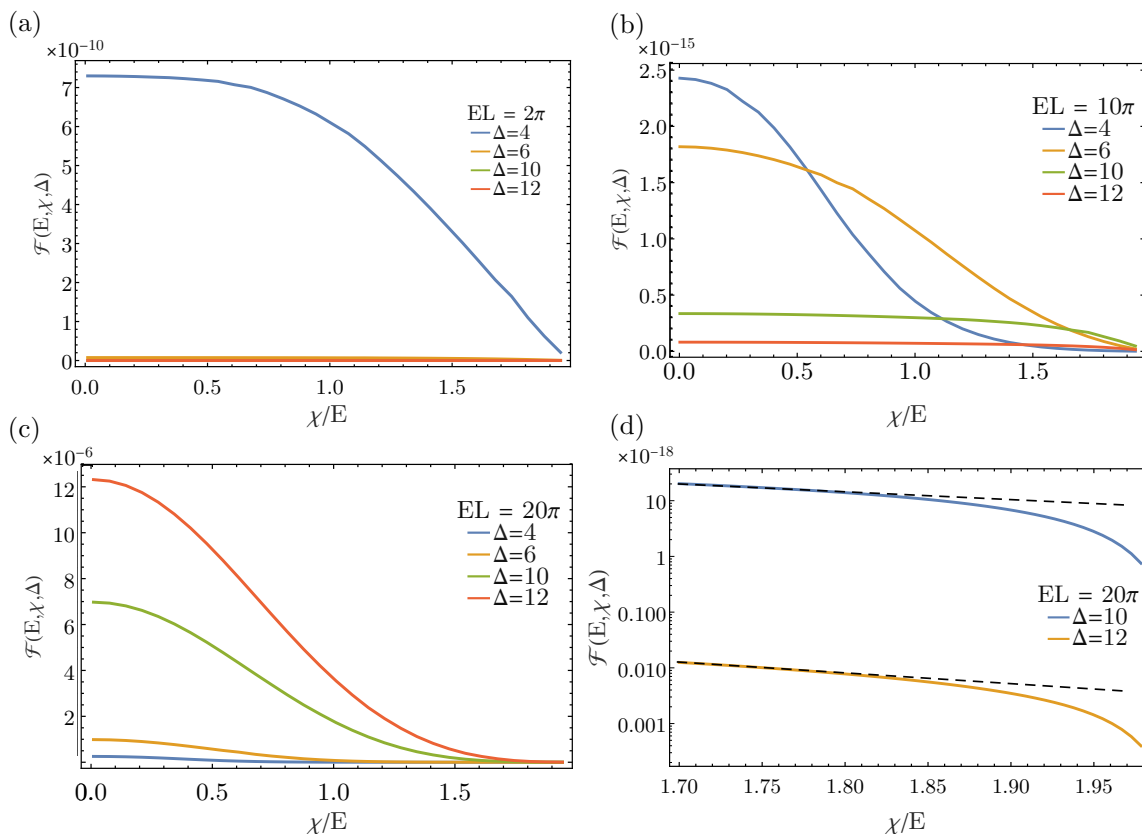 (a)
×10⁻¹⁰
7
6
5
4
3
2
1
0
ℱ(E,χ,Δ)
EL = 2π
Δ=4
Δ=6
Δ=10
Δ=12
0.0 0.5 1.0 1.5
χ/E
(b)
×10⁻¹⁵
2.5
2.0
1.5
1.0
0.5
0.0
ℱ(E,χ,Δ)
EL = 10π
Δ=4
Δ=6
Δ=10
Δ=12
0.0 0.5 1.0 1.5
χ/E
(c)
×10⁻⁶
12
10
8
6
4
2
ℱ(E,χ,Δ)
EL = 20π
Δ=4
Δ=6
Δ=10
Δ=12
0.0 0.5 1.0 1.5
χ/E
(d)
×10⁻¹⁸
10
1
0.100
0.010
0.001
ℱ(E,χ,Δ)
EL = 20π
Δ=10
Δ=12
1.70 1.75 1.80 1.85 1.90 1.95
χ/E